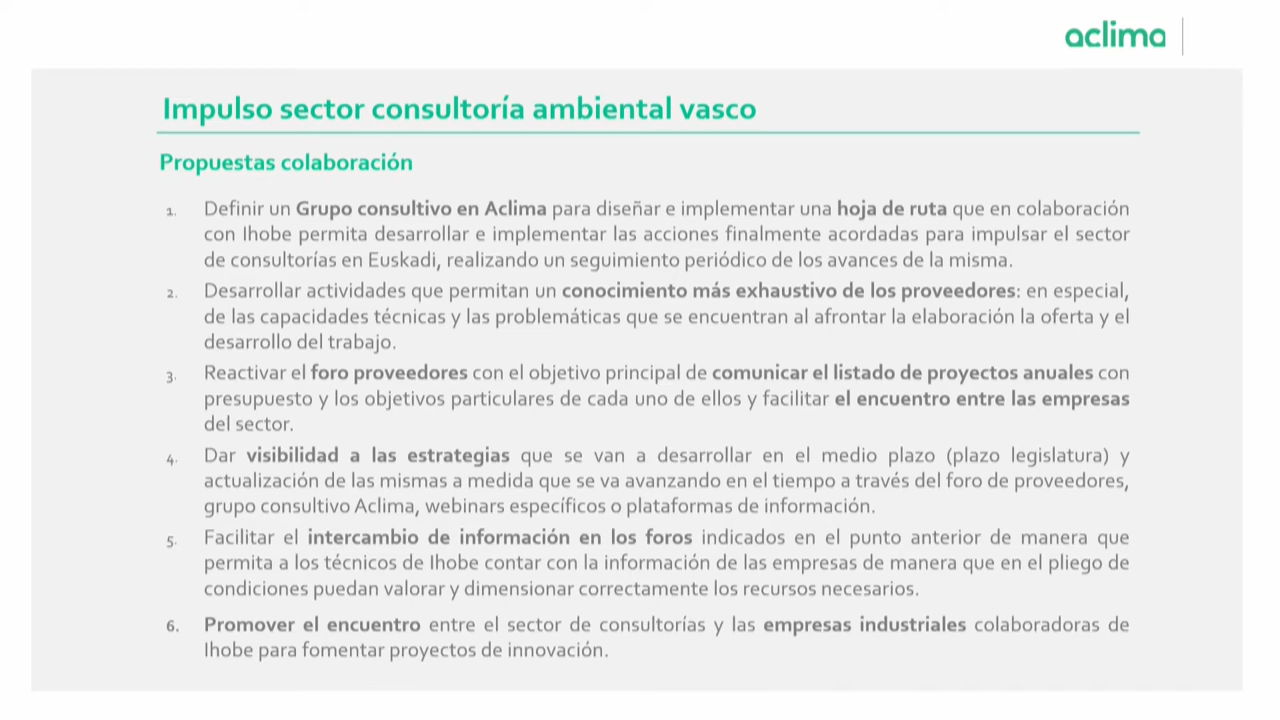 aclima
Impulso sector consultoría ambiental vasco
Propuestas colaboración
1. Definir un Grupo consultivo en Aclima para diseñar e implementar una hoja de ruta que en colaboración
con Ihobe permita desarrollar e implementar las acciones finalmente acordadas para impulsar el sector
de consultorías en Euskadi, realizando un seguimiento periódico de los avances de la misma.
2. Desarrollar actividades que permitan un conocimiento más exhaustivo de los proveedores: en especial,
de las capacidades técnicas y las problemáticas que se encuentran al afrontar la elaboración la oferta y el
desarrollo del trabajo.
3. Reactivar el foro proveedores con el objetivo principal de comunicar el listado de proyectos anuales con
presupuesto y los objetivos particulares de cada uno de ellos y facilitar el encuentro entre las empresas
del sector.
4. Dar visibilidad a las estrategias que se van a desarrollar en el medio plazo (plazo legislatura) y
actualización de las mismas a medida que se va avanzando en el tiempo a través del foro de proveedores,
grupo consultivo Aclima, webinars específicos o plataformas de información.
5. Facilitar el intercambio de información en los foros indicados en el punto anterior de manera que
permita a los técnicos de Ihobe contar con la información de las empresas de manera que en el pliego de
condiciones puedan valorar y dimensionar correctamente los recursos necesarios.
6. Promover el encuentro entre el sector de consultorías y las empresas industriales colaboradoras de
Ihobe para fomentar proyectos de innovación.